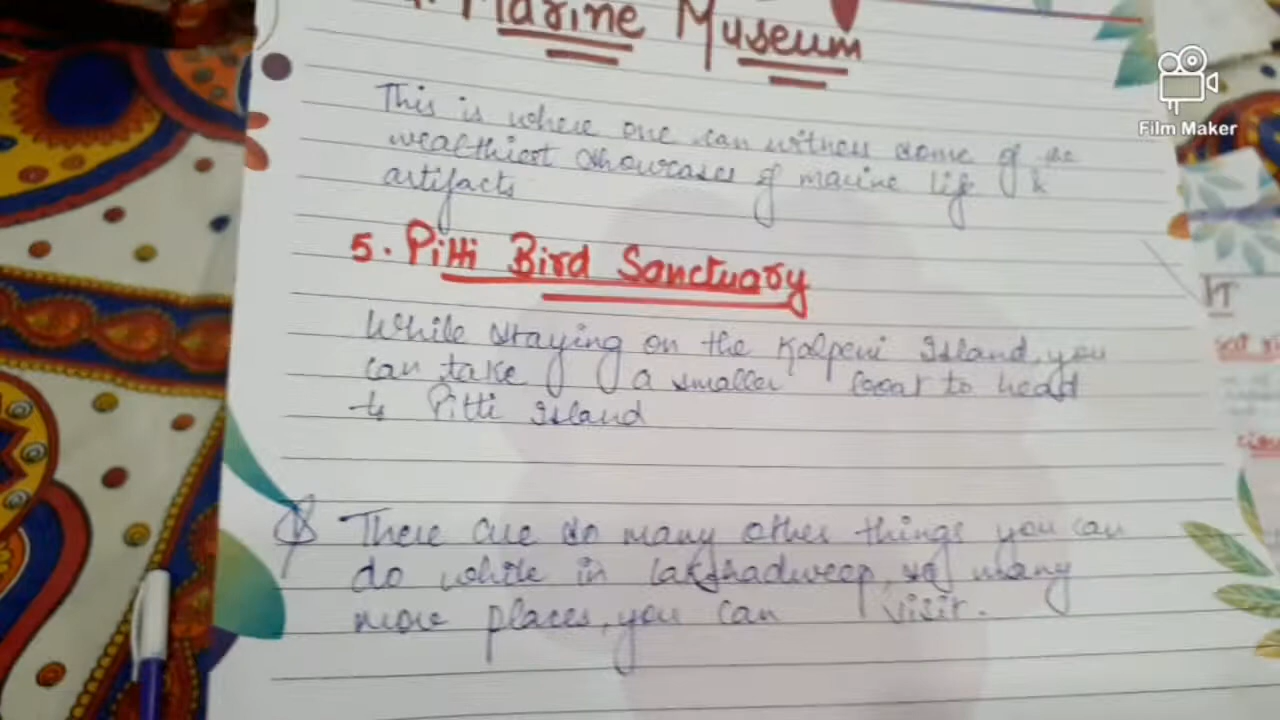 4. Marine Museum
Film Maker
This is where one can witness some of the
wealthiest showcases of marine life &
artifacts
5. Pitti Bird Sanctuary
While staying on the Kalpeni Island, you
can take a smaller boat to head
to Pitti Island
There are so many other things you can
do while in lakshadweep, so many
more places, you can visit.